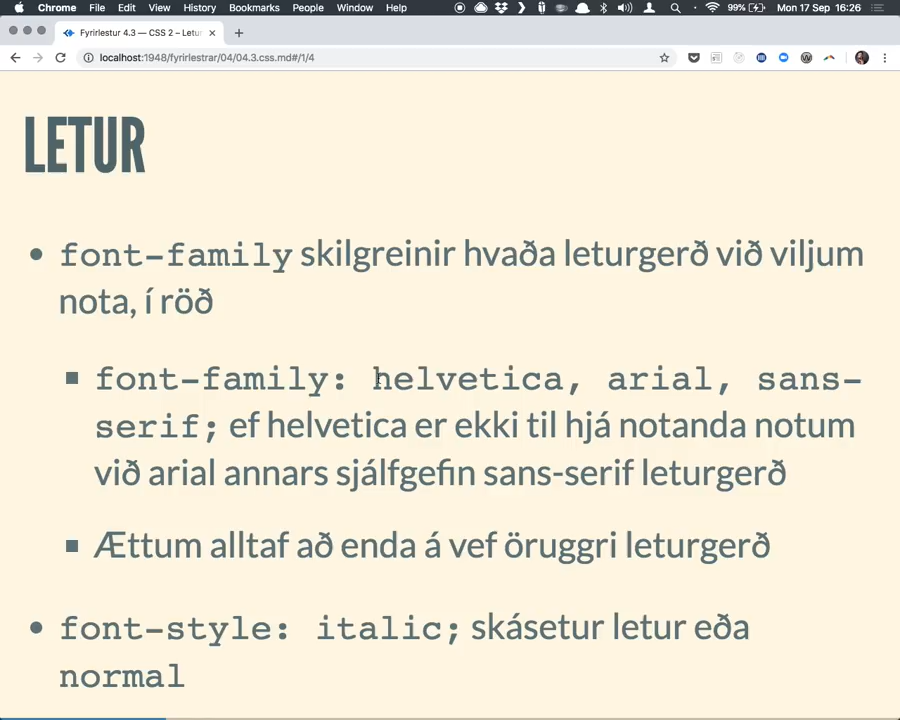 Chrome File Edit View History Bookmarks People Window Help 99% Mon 17 Sep 16:26
Fyrirlestur 4.3 — CSS 2 – Letur
localhost:1948/fyrirlestrar/04/04.3.css.md#/1/4
LETUR
font-family skilgreinir hvaða leturgerð við viljum
nota, í röð
font-family: helvetica, arial, sans-
serif; ef helvetica er ekki til hjá notanda notum
við arial annars sjálfgefin sans-serif leturgerð
Ættum alltaf að enda á vef öruggri leturgerð
font-style: italic; skásetur letur eða
normal